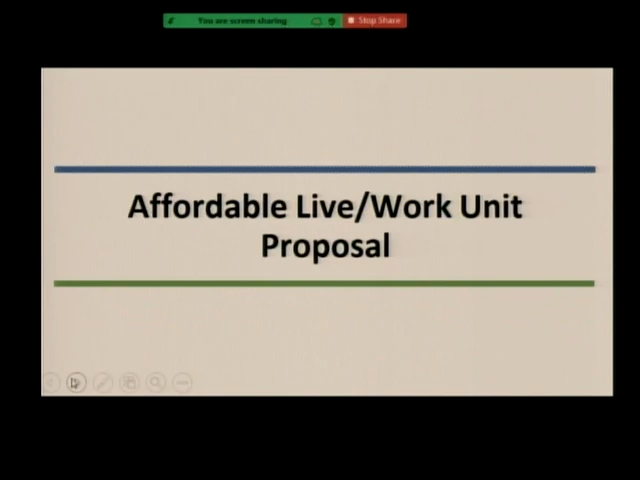 You are screen sharing
Stop Share
Affordable Live/Work Unit
Proposal